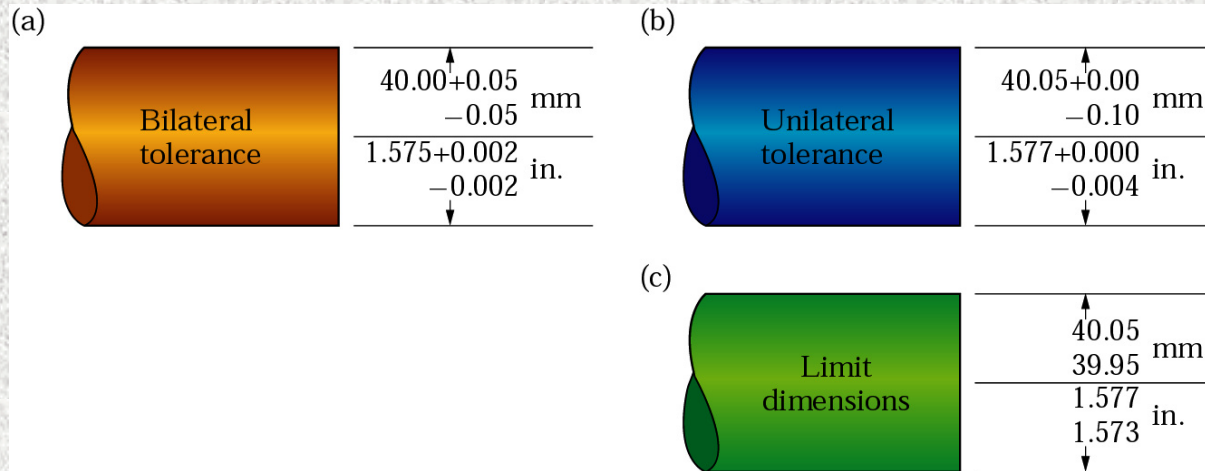 (a)
Bilateral
tolerance
40.00+0.05
−0.05
mm
1.575+0.002
−0.002
in.
(b)
Unilateral
tolerance
40.05+0.00
−0.10
mm
1.577+0.000
−0.004
in.
(c)
Limit
dimensions
40.05
39.95
mm
1.577
1.573
in.